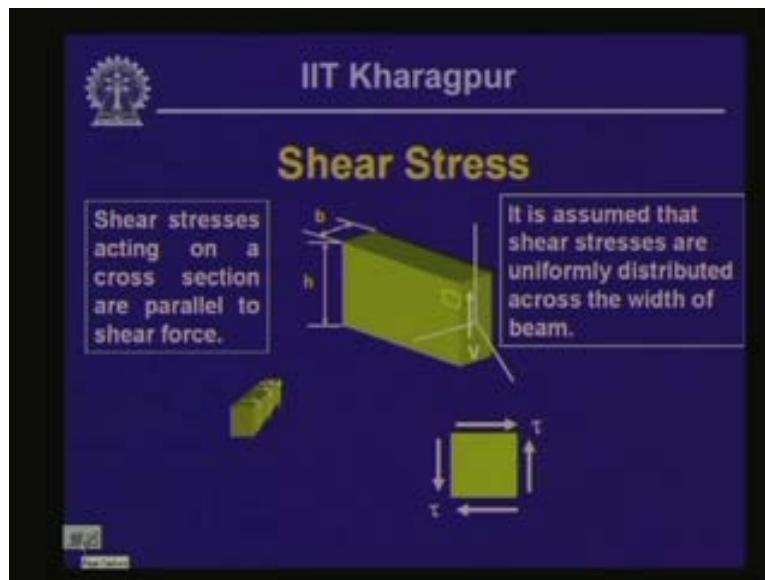 IIT Kharagpur
Shear Stress
Shear stresses
acting on a
cross section
are parallel to
shear force.
b
h
V
It is assumed that
shear stresses are
uniformly distributed
across the width of
beam.
τ
τ